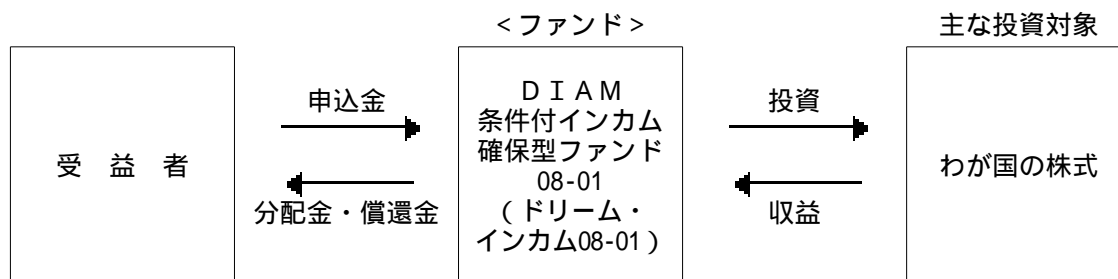 ＜ファンド＞
主な投資対象
受 益 者
申込金
分配金・償還金
ＤＩＡＭ
条件付インカム
確保型ファンド
08-01
（ドリーム・
インカム08-01）
投資
収益
わが国の株式